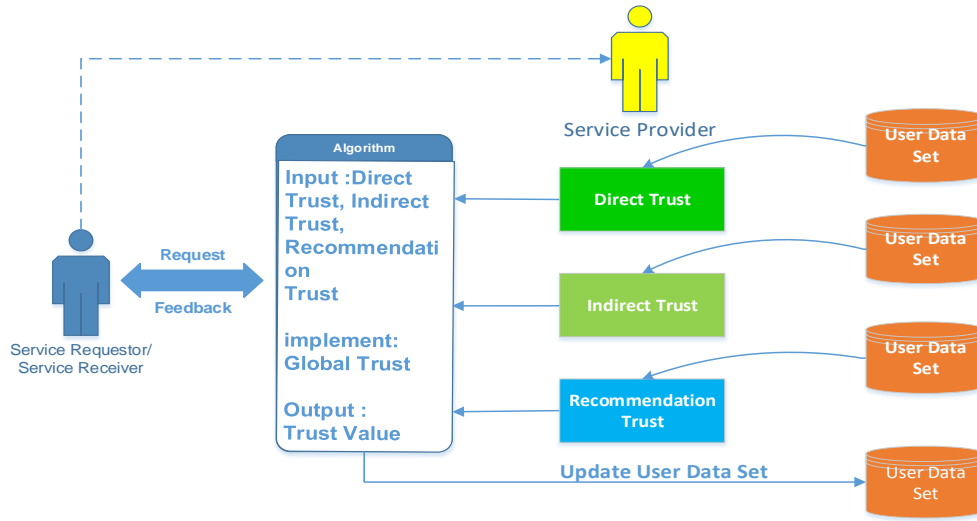 Service Provider
User Data
Set
Algorithm
Input :Direct
Trust, Indirect
Trust,
Recommendati
on
Trust
implement:
Global Trust
Output :
Trust Value
Direct Trust
User Data
Set
Request
Feedback
Indirect Trust
Service Requestor/
Service Receiver
User Data
Set
Recommendation
Trust
Update User Data Set
User Data
Set